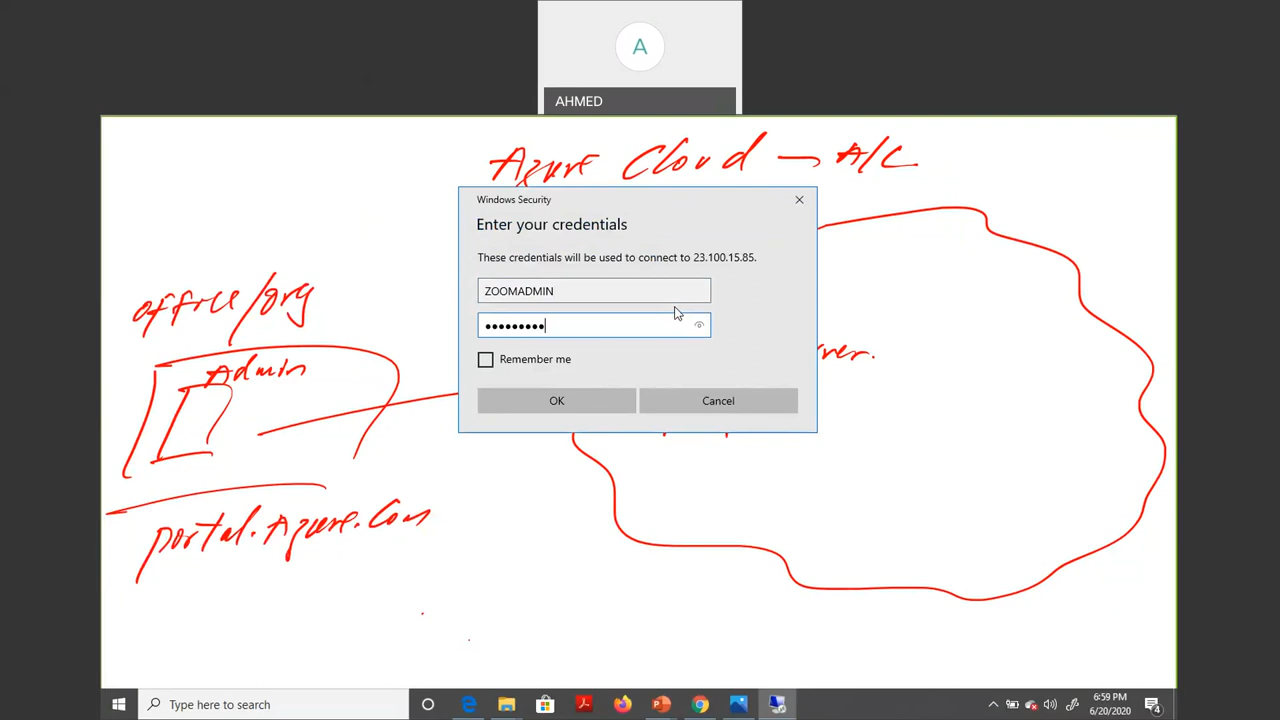 A
AHMED
Azure Cloud → A/C
Windows Security
Enter your credentials
These credentials will be used to connect to 23.100.15.85.
ZOOMADMIN
•••••••••
Remember me
OK
Cancel
office/org
Admin
ver.
portal.Azure.Com
Type here to search
6:59 PM
6/20/2020
4